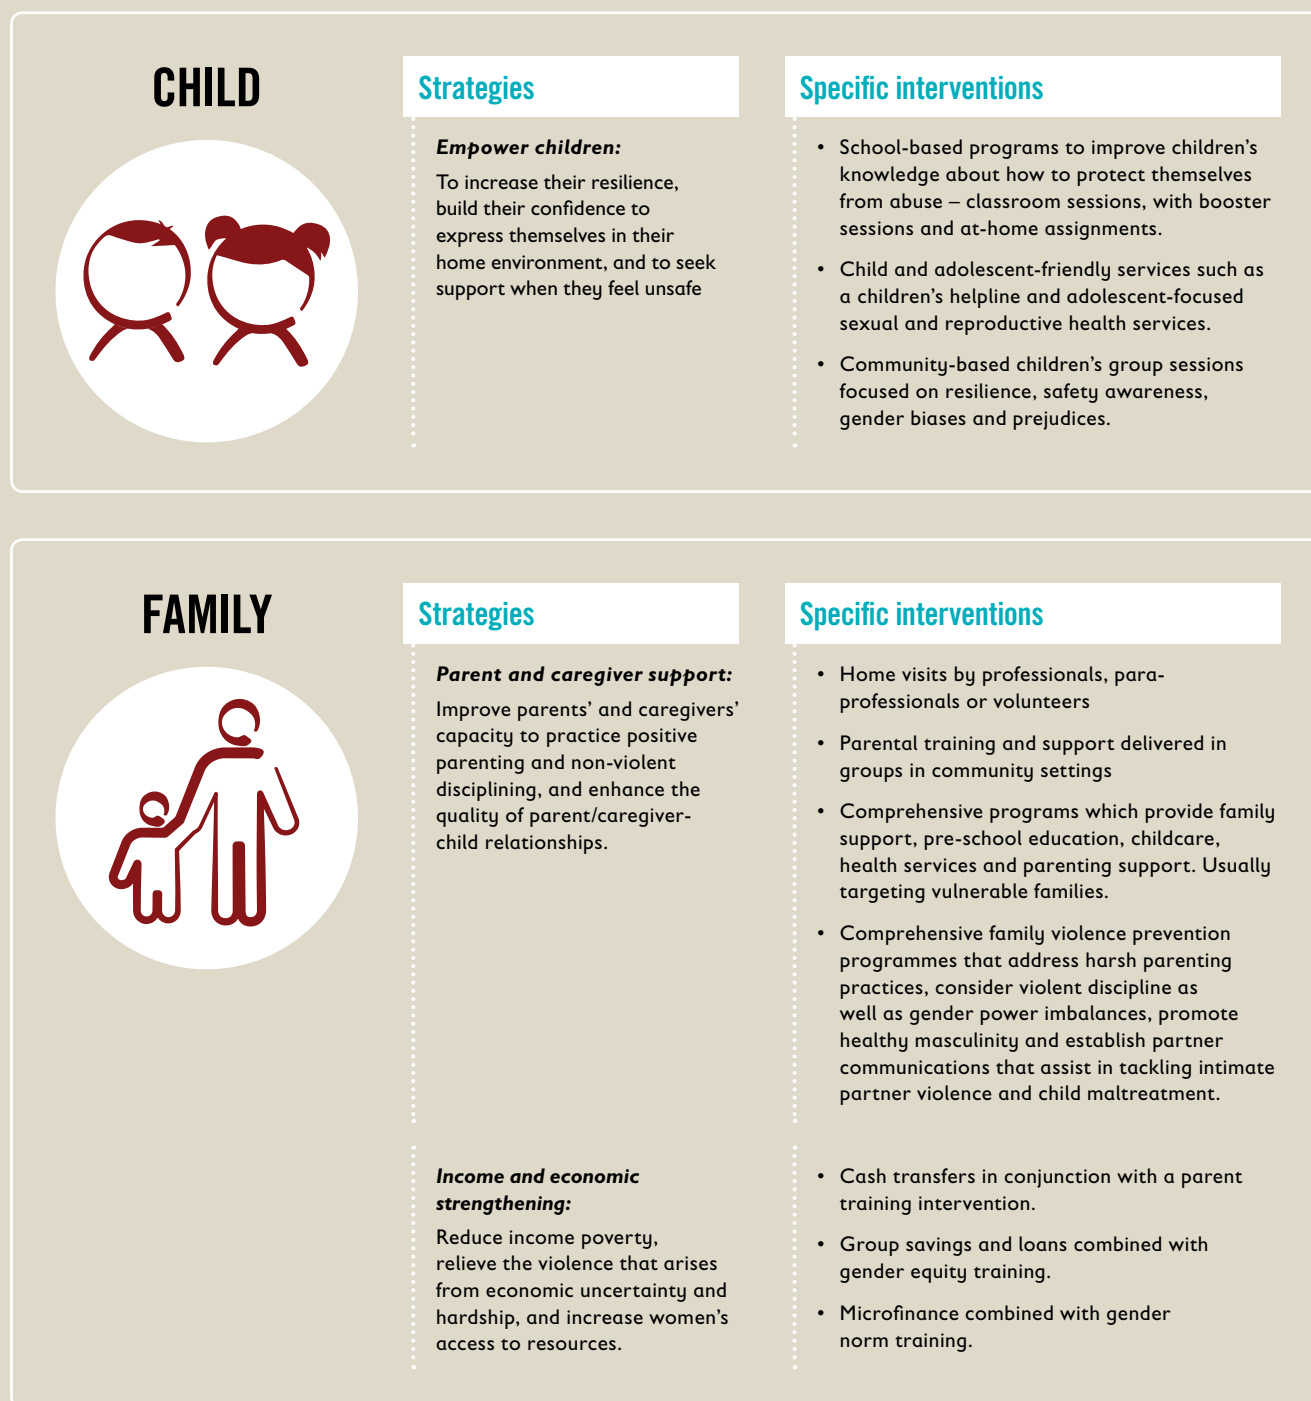 CHILD
Strategies
Empower children:
To increase their resilience,
build their confidence to
express themselves in their
home environment, and to seek
support when they feel unsafe
Specific interventions
• School-based programs to improve children’s
knowledge about how to protect themselves
from abuse – classroom sessions, with booster
sessions and at-home assignments.
• Child and adolescent-friendly services such as
a children’s helpline and adolescent-focused
sexual and reproductive health services.
• Community-based children’s group sessions
focused on resilience, safety awareness,
gender biases and prejudices.
FAMILY
Strategies
Parent and caregiver support:
Improve parents’ and caregivers’
capacity to practice positive
parenting and non-violent
disciplining, and enhance the
quality of parent/caregiver-
child relationships.
Specific interventions
• Home visits by professionals, para-
professionals or volunteers
• Parental training and support delivered in
groups in community settings
• Comprehensive programs which provide family
support, pre-school education, childcare,
health services and parenting support. Usually
targeting vulnerable families.
• Comprehensive family violence prevention
programmes that address harsh parenting
practices, consider violent discipline as
well as gender power imbalances, promote
healthy masculinity and establish partner
communications that assist in tackling intimate
partner violence and child maltreatment.
Income and economic
strengthening:
Reduce income poverty,
relieve the violence that arises
from economic uncertainty and
hardship, and increase women’s
access to resources.
• Cash transfers in conjunction with a parent
training intervention.
• Group savings and loans combined with
gender equity training.
• Microfinance combined with gender
norm training.